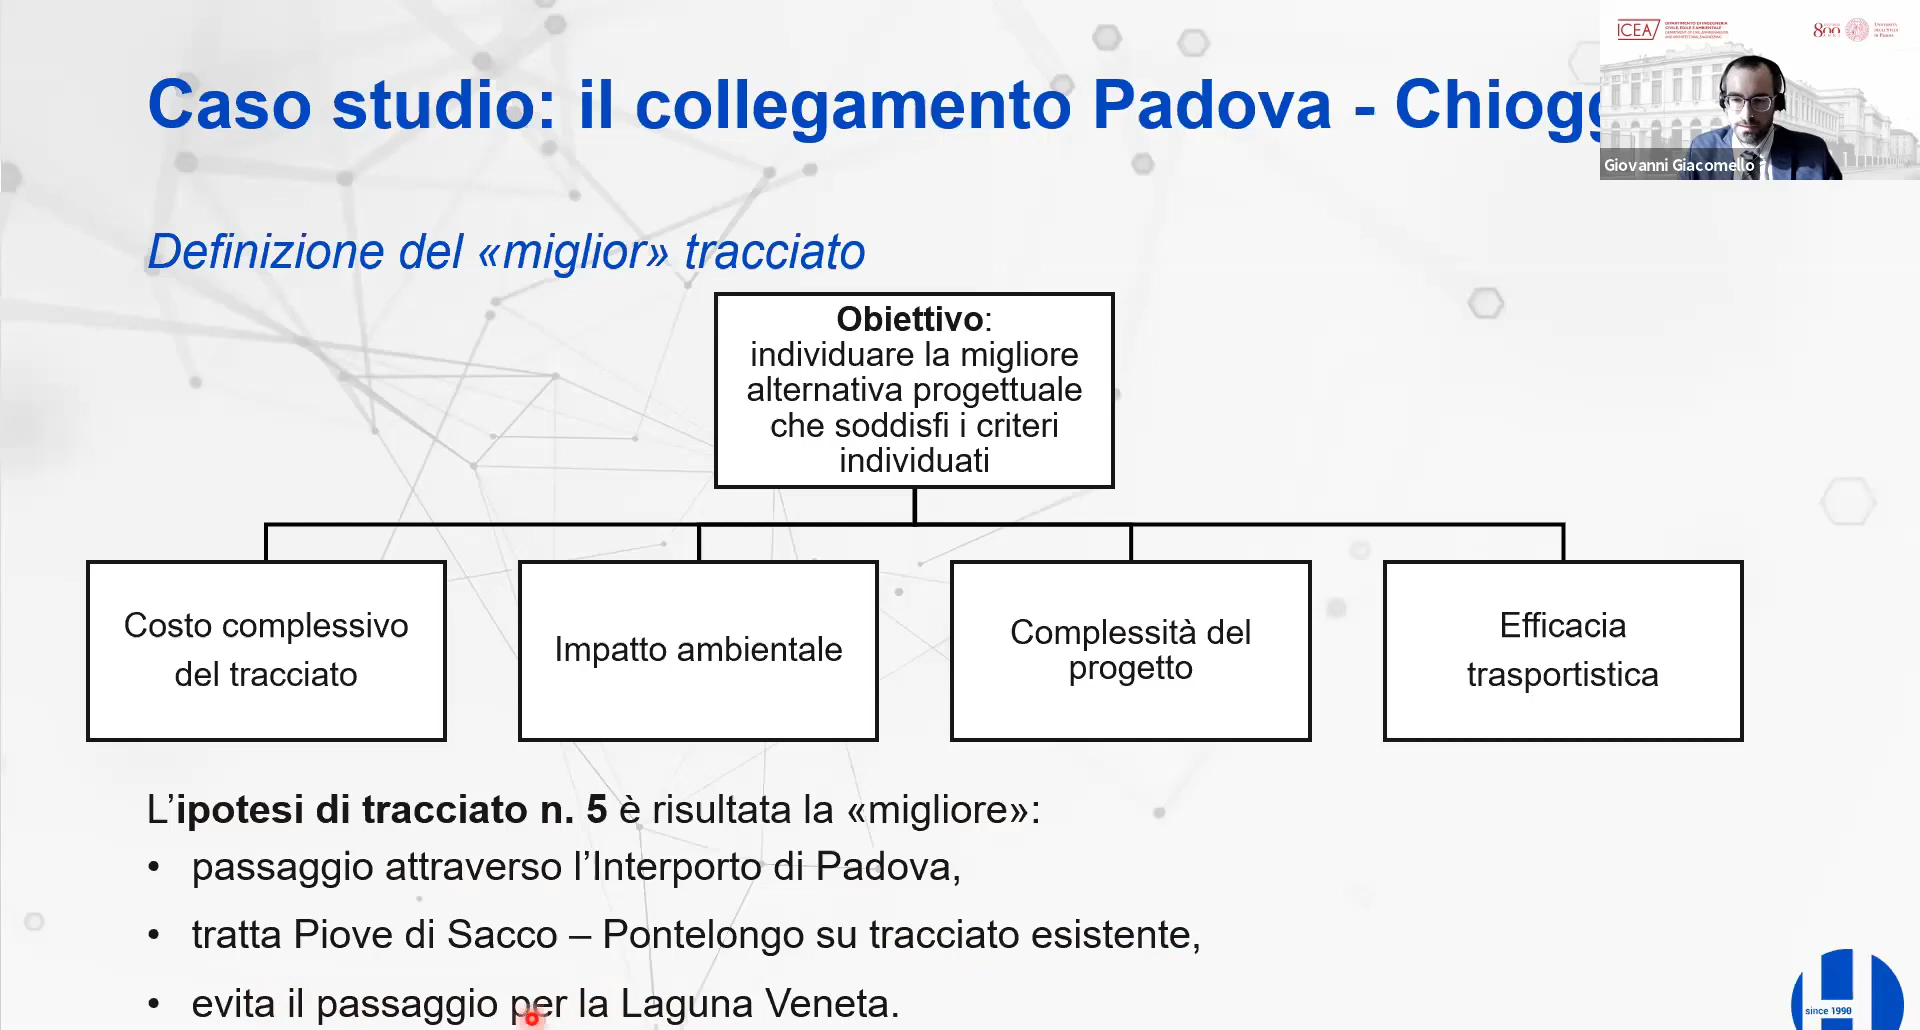 Caso studio: il collegamento Padova - Chiogg
ICEA
800
Giovanni Giacomello
Definizione del «miglior» tracciato
Obiettivo:
individuare la migliore
alternativa progettuale
che soddisfi i criteri
individuati
Costo complessivo
del tracciato
Impatto ambientale
Complessità del
progetto
Efficacia
trasportistica
L'ipotesi di tracciato n. 5 è risultata la «migliore»:
• passaggio attraverso l'Interporto di Padova,
• tratta Piove di Sacco – Pontelongo su tracciato esistente,
• evita il passaggio per la Laguna Veneta.
since 1990